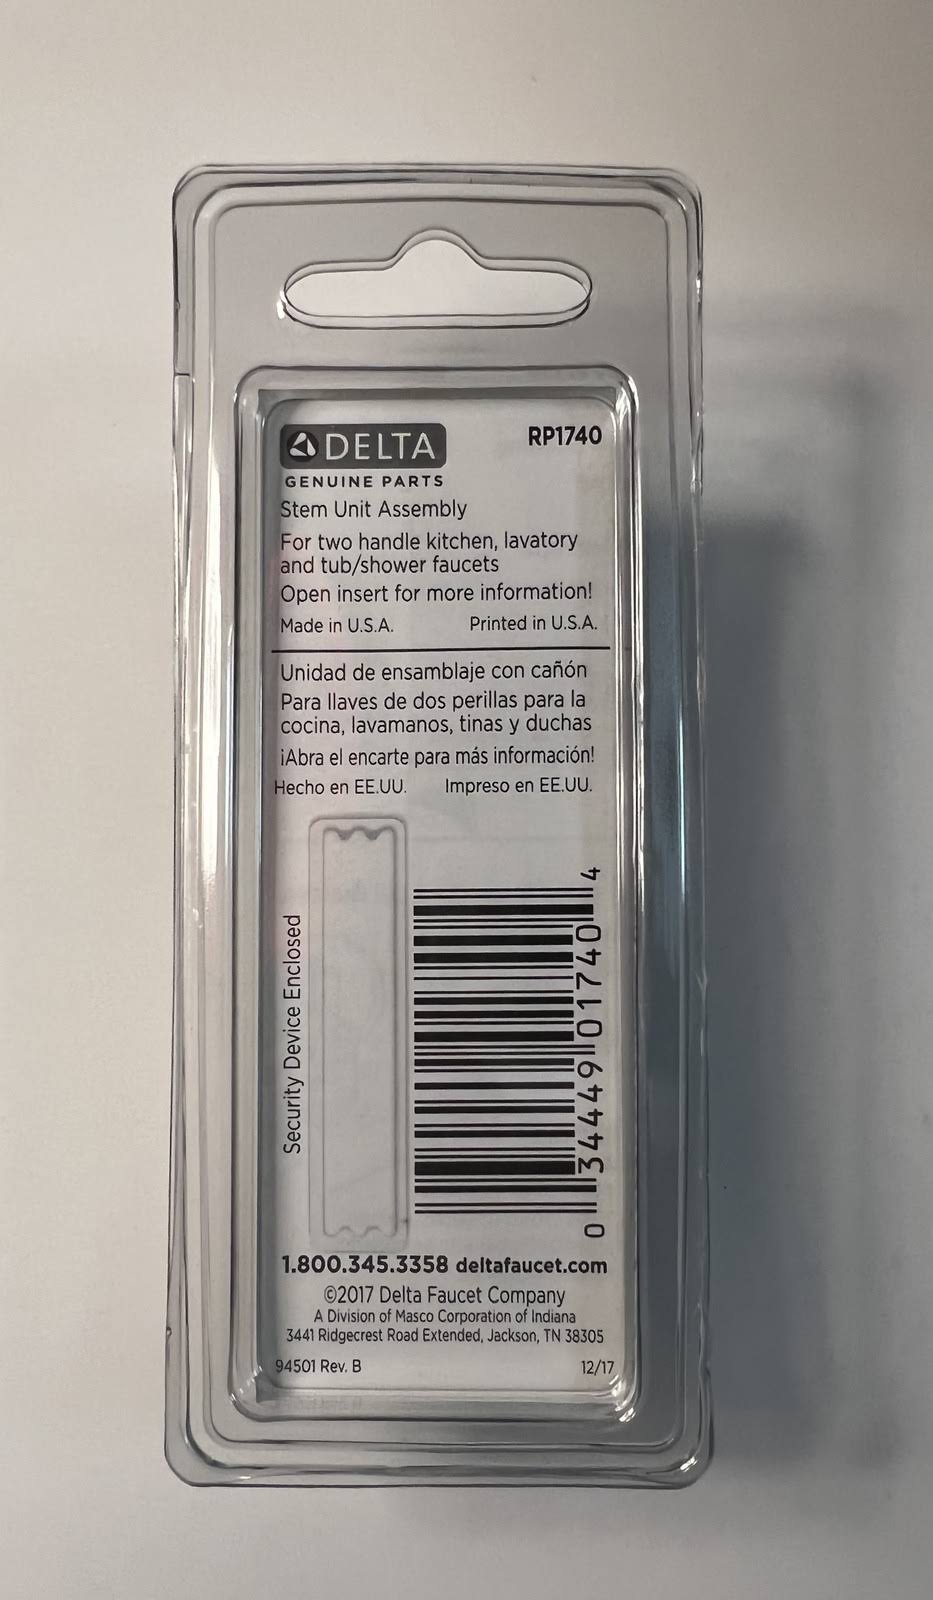 DELTA
RP1740
GENUINE PARTS
Stem Unit Assembly
For two handle kitchen, lavatory
and tub/shower faucets
Open insert for more information!
Made in U.S.A. Printed in U.S.A.
Unidad de ensamblaje con cañón
Para llaves de dos perillas para la
cocina, lavamanos, tinas y duchas
¡Abra el encarte para más información!
Hecho en EE.UU. Impreso en EE.UU.
Security Device Enclosed
0 34449 01740 4
1.800.345.3358 deltafaucet.com
©2017 Delta Faucet Company
A Division of Masco Corporation of Indiana
3441 Ridgecrest Road Extended, Jackson, TN 38305
94501 Rev. B 12/17